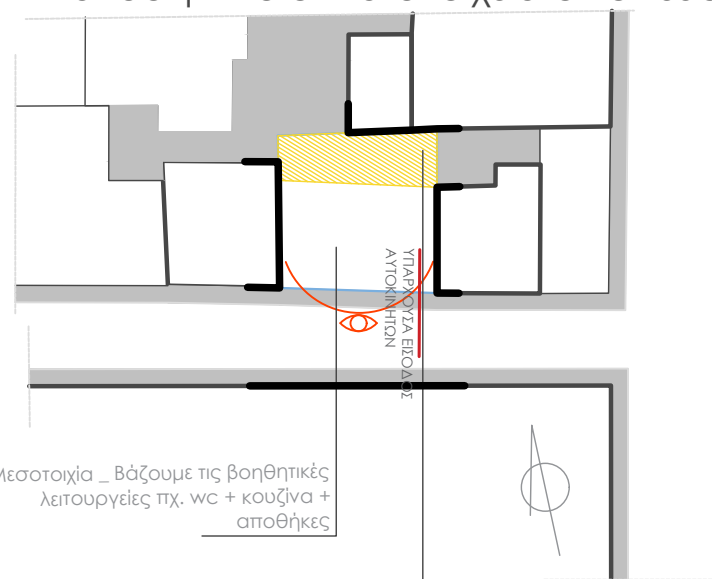 ΥΠΑΡΧΟΥΣΑ ΕΙΣΟΔΟΣ
ΑΥΤΟΚΙΝΗΤΩΝ
Μεσοτοιχία _ Βάζουμε τις βοηθητικές
λειτουργείες πχ. wc + κουζίνα +
αποθήκες